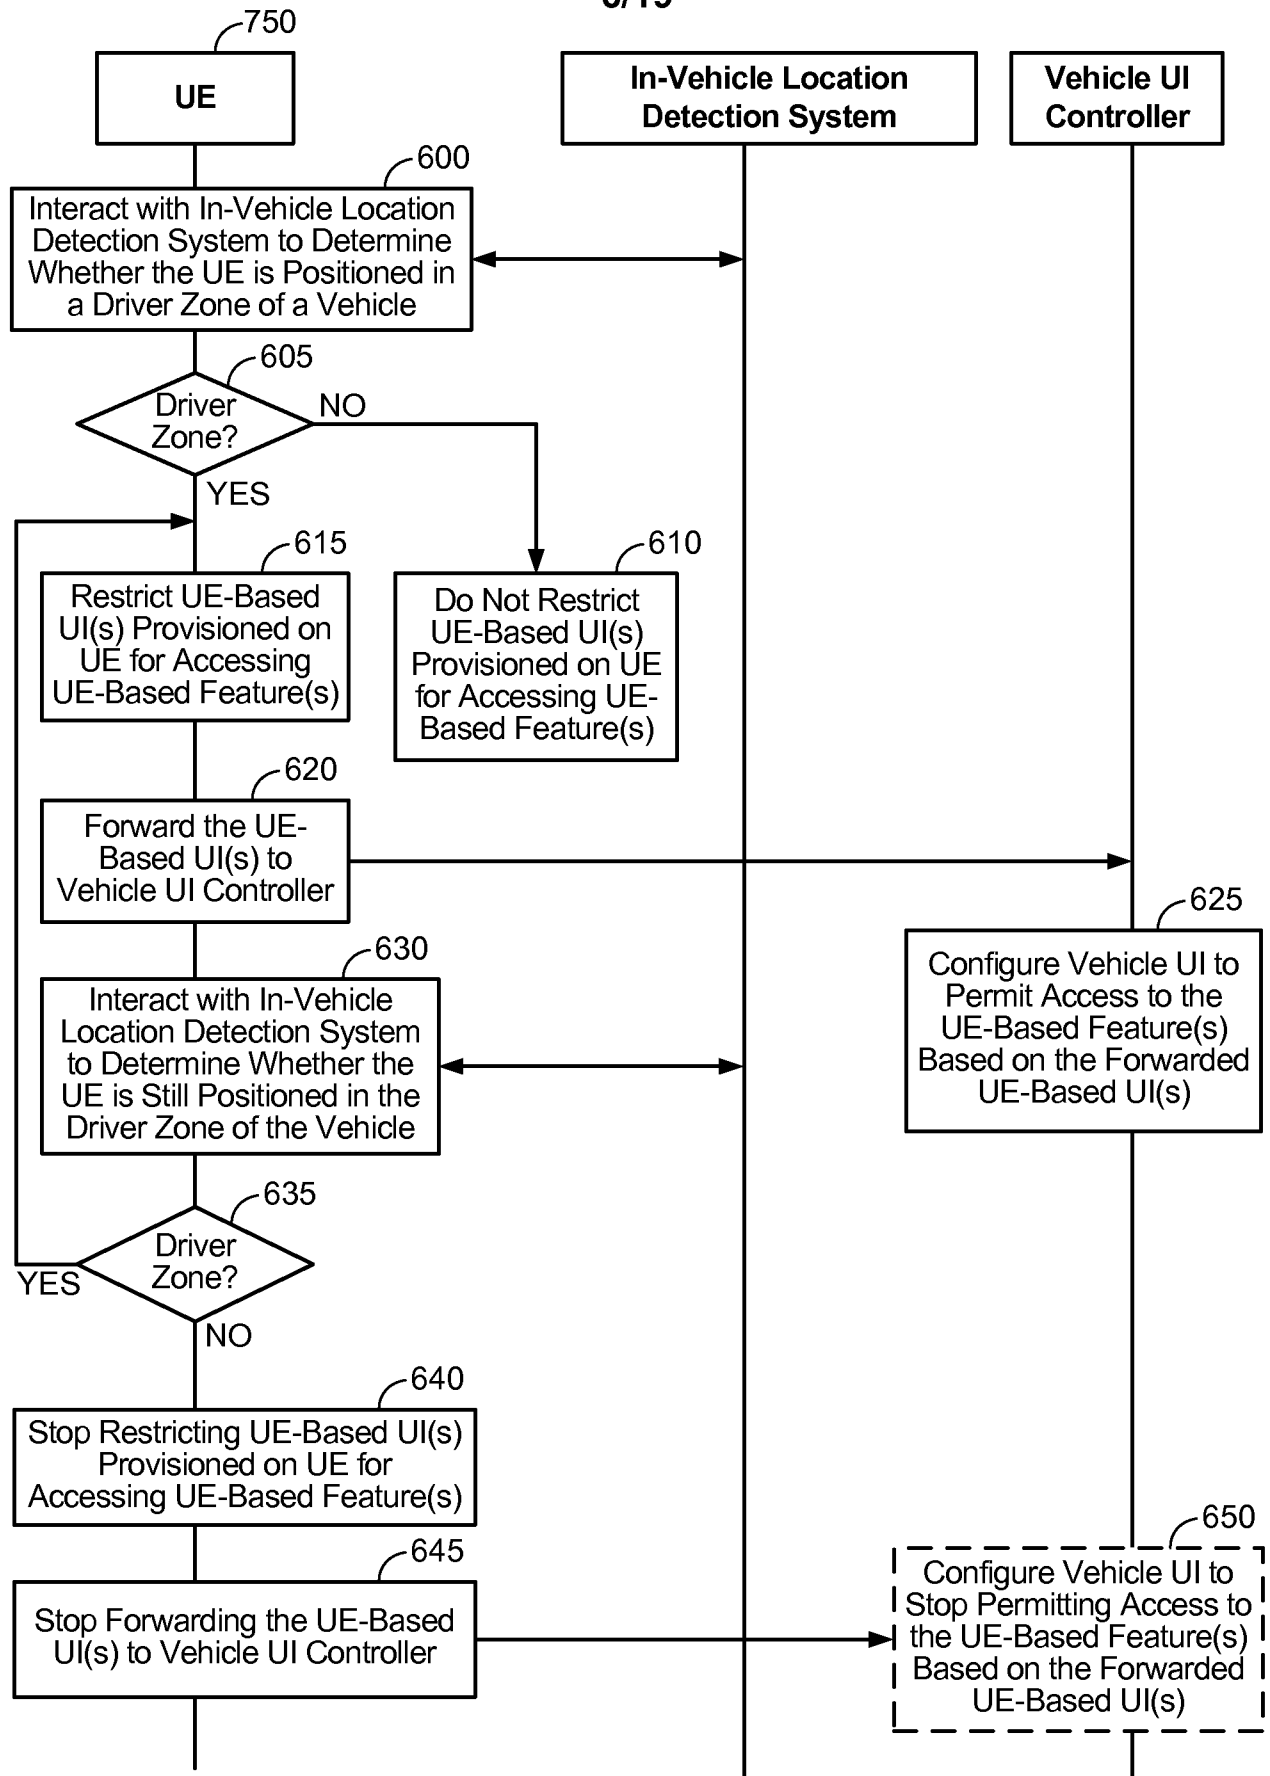 6/19
750
UE
In-Vehicle Location
Detection System
Vehicle UI
Controller
600
Interact with In-Vehicle Location
Detection System to Determine
Whether the UE is Positioned in
a Driver Zone of a Vehicle
605
Driver
Zone?
NO
YES
615
Restrict UE-Based
UI(s) Provisioned on
UE for Accessing
UE-Based Feature(s)
610
Do Not Restrict
UE-Based UI(s)
Provisioned on UE
for Accessing UE-
Based Feature(s)
620
Forward the UE-
Based UI(s) to
Vehicle UI Controller
625
Configure Vehicle UI to
Permit Access to the
UE-Based Feature(s)
Based on the Forwarded
UE-Based UI(s)
630
Interact with In-Vehicle
Location Detection System
to Determine Whether the
UE is Still Positioned in the
Driver Zone of the Vehicle
635
Driver
Zone?
YES
NO
640
Stop Restricting UE-Based UI(s)
Provisioned on UE for
Accessing UE-Based Feature(s)
645
Stop Forwarding the UE-Based
UI(s) to Vehicle UI Controller
650
Configure Vehicle UI to
Stop Permitting Access to
the UE-Based Feature(s)
Based on the Forwarded
UE-Based UI(s)